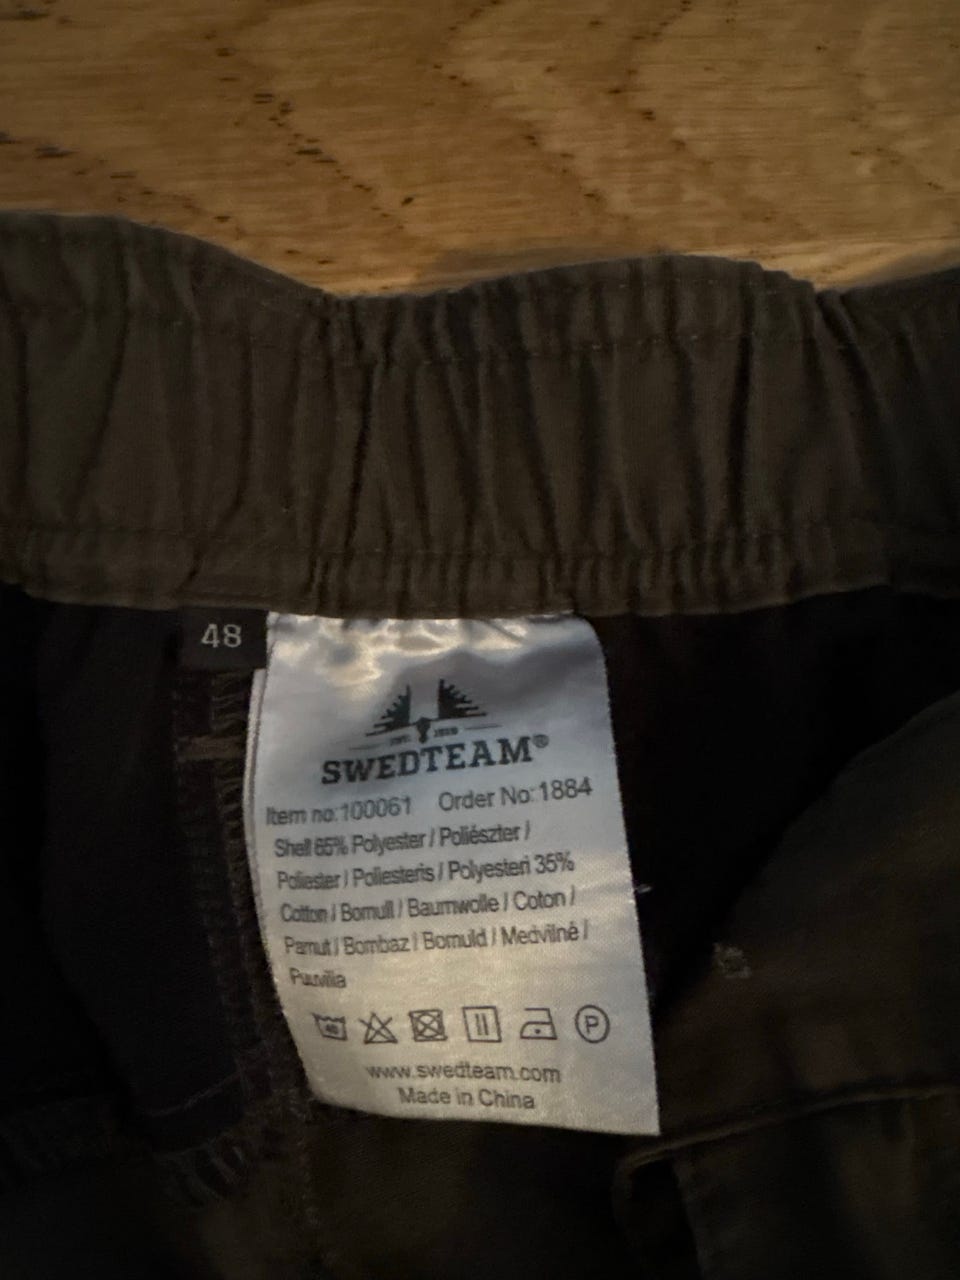 48
EST. 1919
SWEDTEAM®
Item no:100061 Order No:1884
Shell 65% Polyester / Poliészter /
Poliester / Poliesteris / Polyesteri 35%
Cotton / Bomull / Baumwolle / Coton /
Pamut / Bombaz / Bomuld / Medvilnė /
Puuvilla
40 P
www.swedteam.com
Made in China